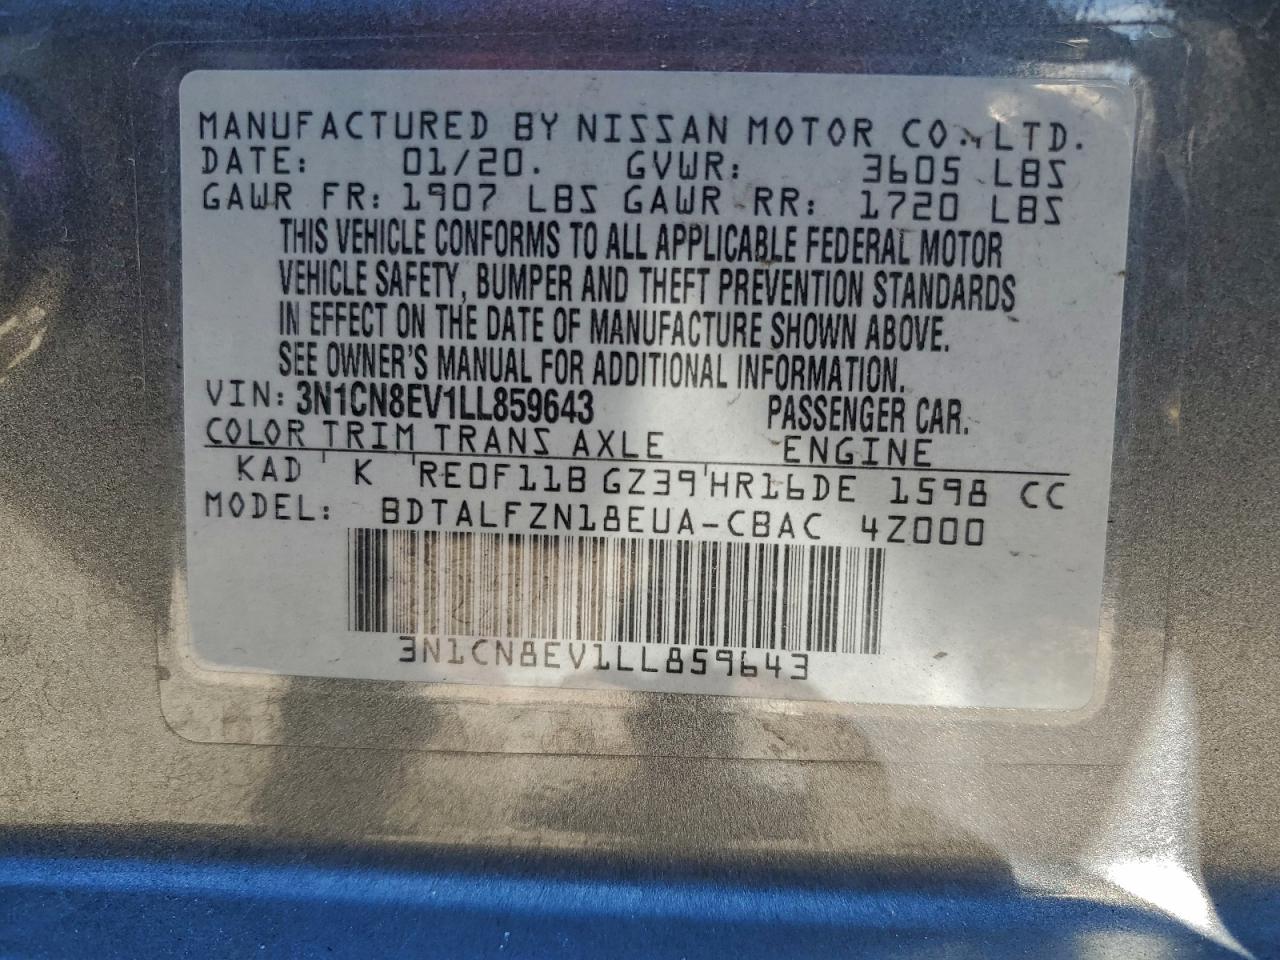 MANUFACTURED BY NISSAN MOTOR CO., LTD.
DATE: 01/20. GVWR: 3605 LBS
GAWR FR: 1907 LBS GAWR RR: 1720 LBS
THIS VEHICLE CONFORMS TO ALL APPLICABLE FEDERAL MOTOR
VEHICLE SAFETY, BUMPER AND THEFT PREVENTION STANDARDS
IN EFFECT ON THE DATE OF MANUFACTURE SHOWN ABOVE.
SEE OWNER'S MANUAL FOR ADDITIONAL INFORMATION.
VIN: 3N1CN8EV1LL859643 PASSENGER CAR.
COLOR TRIM TRANS AXLE ENGINE
KAD K RE0F11B GZ39 HR16DE 1598 CC
MODEL: BDTALFZN18EUA-CBAC 4Z000
3N1CN8EV1LL859643